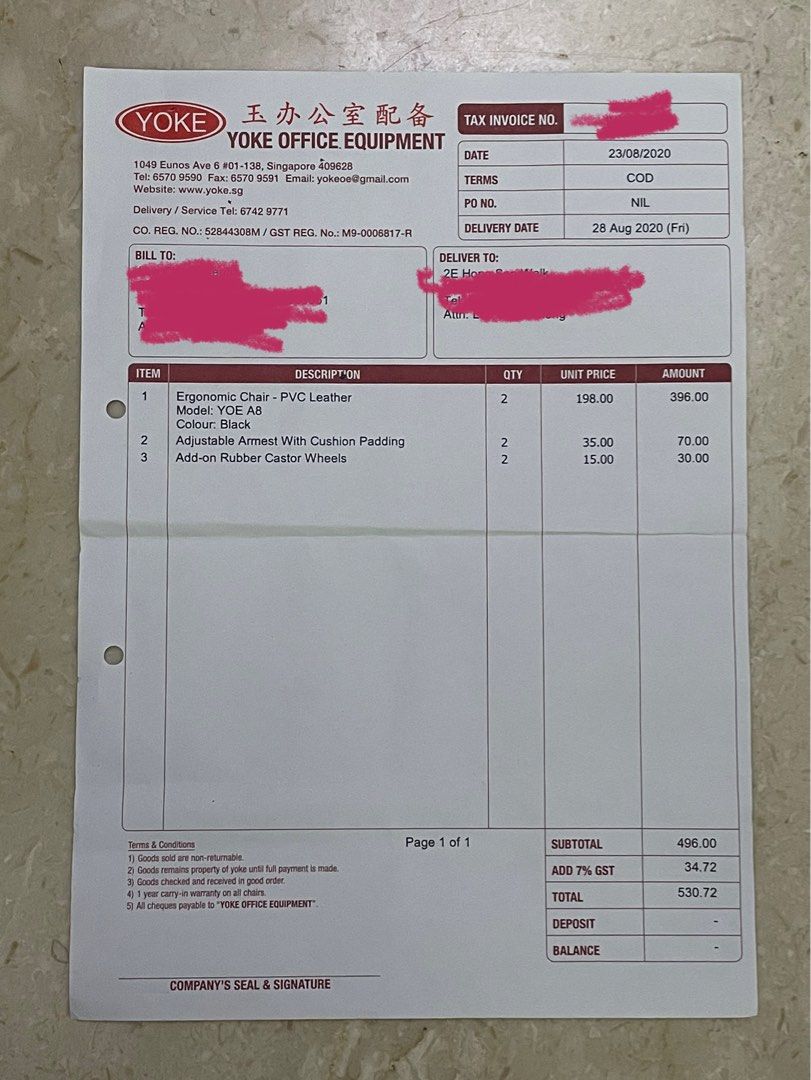 YOKE
玉办公室配备
YOKE OFFICE EQUIPMENT
1049 Eunos Ave 6 #01-138, Singapore 409628
Tel: 6570 9590 Fax: 6570 9591 Email: yokeoe@gmail.com
Website: www.yoke.sg
Delivery / Service Tel: 6742 9771
CO. REG. NO.: 52844308M / GST REG. No.: M9-0006817-R
TAX INVOICE NO.
DATE 23/08/2020
TERMS COD
PO NO. NIL
DELIVERY DATE 28 Aug 2020 (Fri)
BILL TO:
DELIVER TO:
2E
Tel
Attn:
ITEM DESCRIPTION QTY UNIT PRICE AMOUNT
1 Ergonomic Chair - PVC Leather 2 198.00 396.00
Model: YOE A8
Colour: Black
2 Adjustable Armest With Cushion Padding 2 35.00 70.00
3 Add-on Rubber Castor Wheels 2 15.00 30.00
Terms & Conditions
1) Goods sold are non-returnable.
2) Goods remains property of yoke until full payment is made.
3) Goods checked and received in good order.
4) 1 year carry-in warranty on all chairs.
5) All cheques payable to "YOKE OFFICE EQUIPMENT".
Page 1 of 1
SUBTOTAL 496.00
ADD 7% GST 34.72
TOTAL 530.72
DEPOSIT -
BALANCE -
COMPANY'S SEAL & SIGNATURE